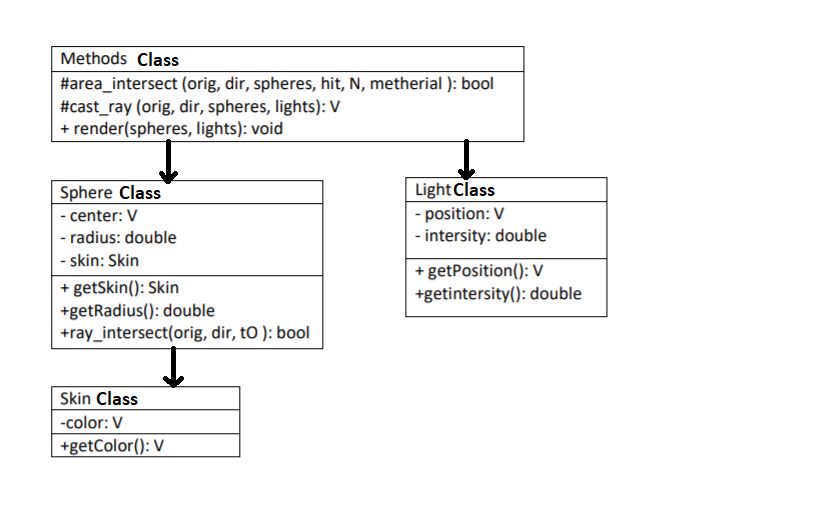 Methods Class
#area_intersect (orig, dir, spheres, hit, N, metherial ): bool
#cast_ray (orig, dir, spheres, lights): V
+ render(spheres, lights): void
Sphere Class
- center: V
- radius: double
- skin: Skin
+ getSkin(): Skin
+getRadius(): double
+ray_intersect(orig, dir, tO ): bool
Light Class
- position: V
- intersity: double
+ getPosition(): V
+getintersity(): double
Skin Class
-color: V
+getColor(): V